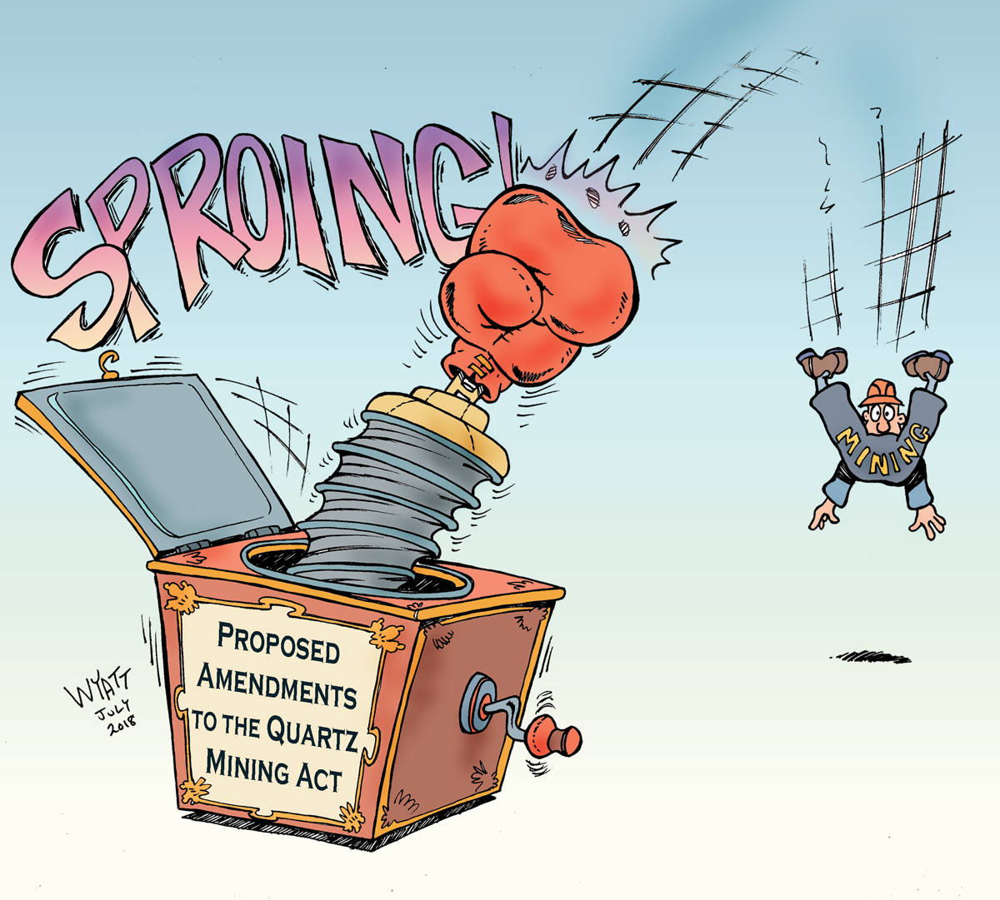 SPROING!
MINING
PROPOSED
AMENDMENTS
TO THE QUARTZ
MINING ACT
WYATT
JULY
2018